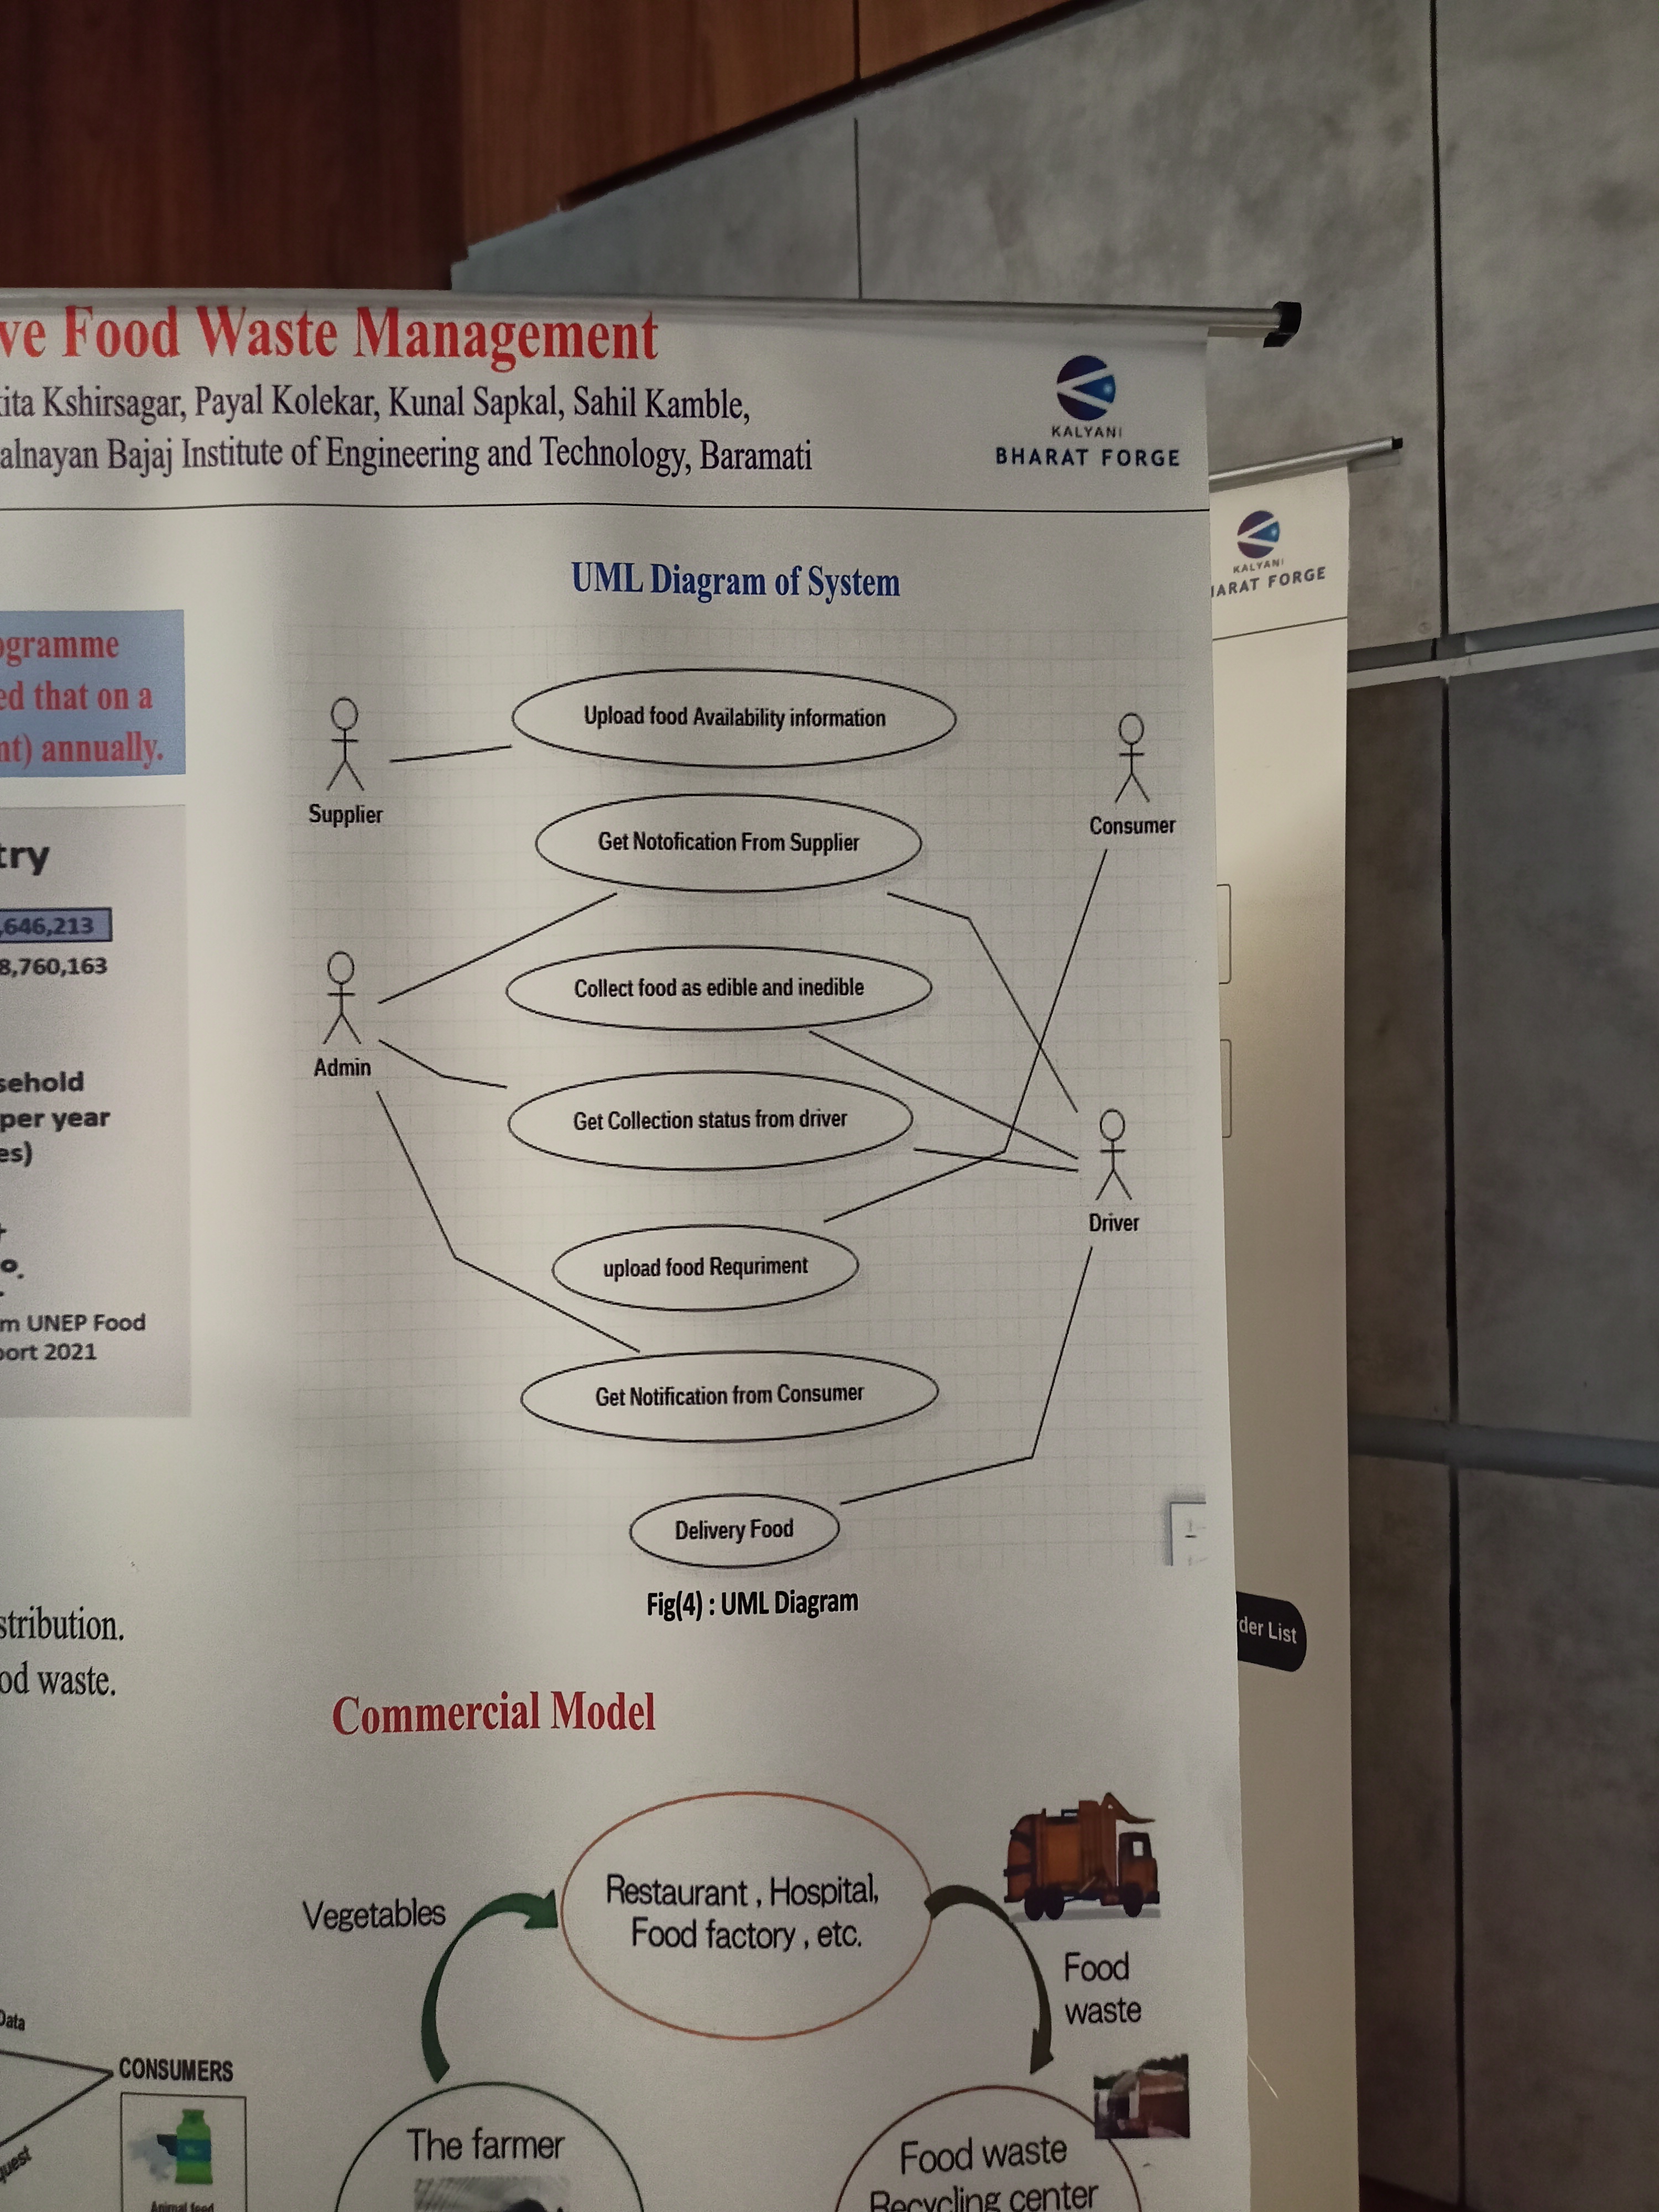 ve Food Waste Management
ita Kshirsagar, Payal Kolekar, Kunal Sapkal, Sahil Kamble,
alnayan Bajaj Institute of Engineering and Technology, Baramati
KALYANI
BHARAT FORGE
KALYANI
ARAT FORGE
ogramme
ed that on a
nt) annually.
try
,646,213
8,760,163
sehold
per year
es)
m UNEP Food
port 2021
stribution.
od waste.
UML Diagram of System
Upload food Availability information
Supplier
Consumer
Get Notofication From Supplier
Collect food as edible and inedible
Admin
Get Collection status from driver
Driver
upload food Requriment
Get Notification from Consumer
Delivery Food
Fig(4) : UML Diagram
der List
Commercial Model
Restaurant , Hospital,
Food factory , etc.
Vegetables
Food
waste
Data
CONSUMERS
quest
Animal food
The farmer
Food waste
Recycling center